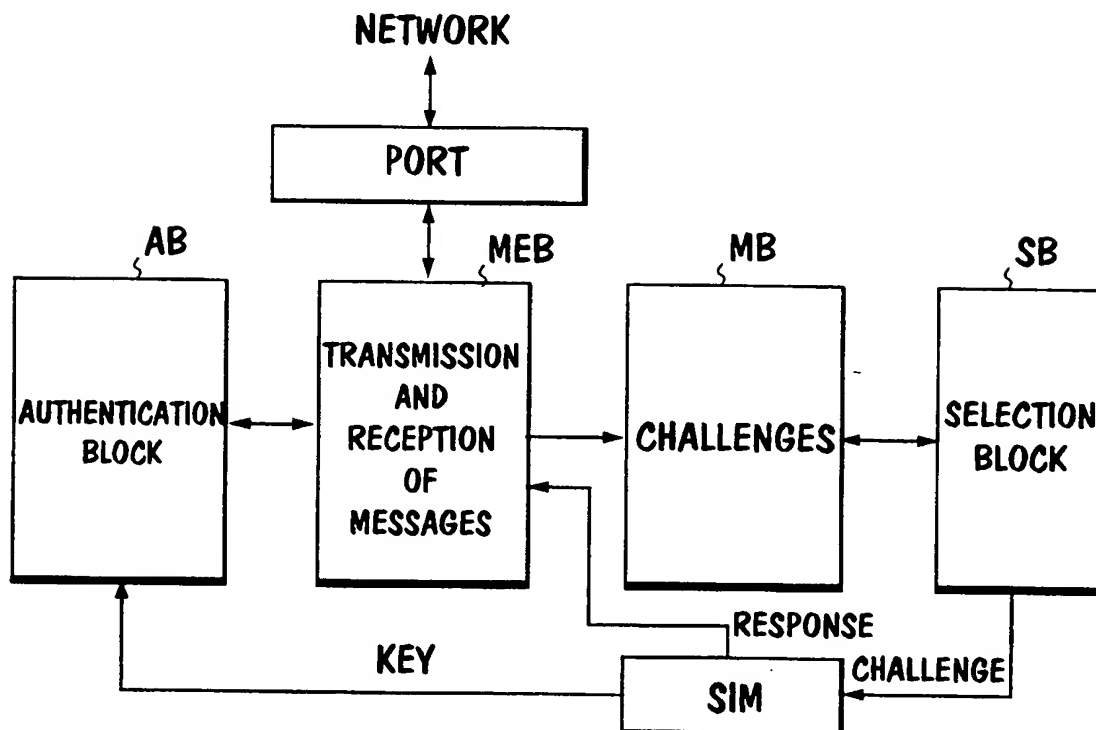 NETWORK
PORT
AB
MEB
MB
SB
AUTHENTICATION
BLOCK
TRANSMISSION
AND
RECEPTION
OF
MESSAGES
CHALLENGES
SELECTION
BLOCK
RESPONSE
KEY
CHALLENGE
SIM